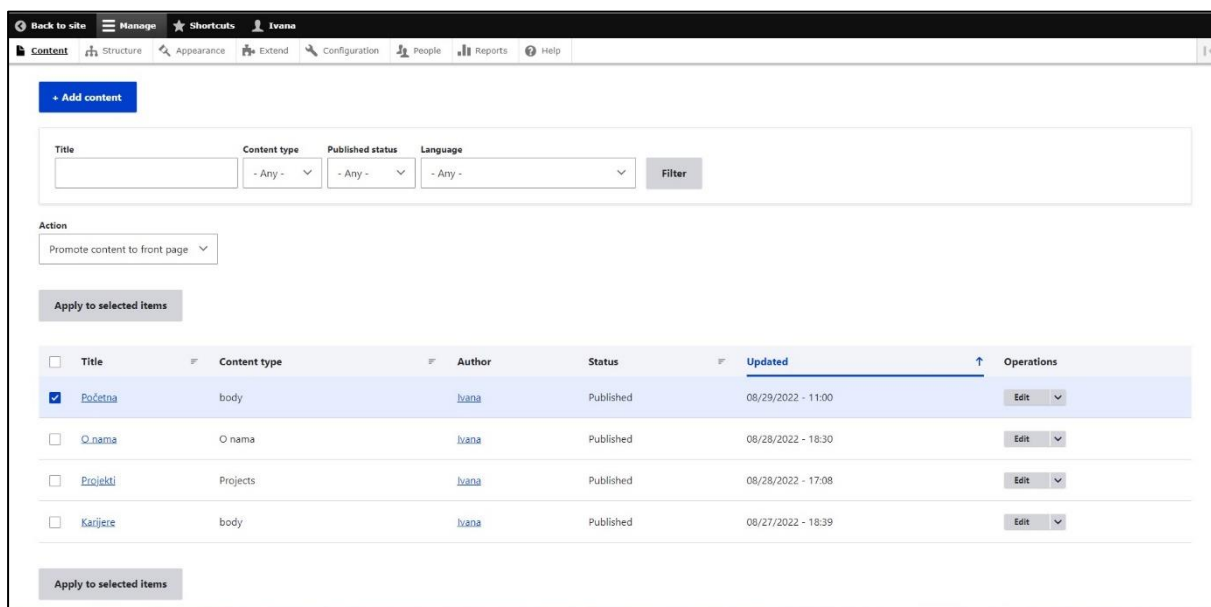 Back to site Manage Shortcuts Ivana
Content Structure Appearance Extend Configuration People Reports Help
+ Add content
Title Content type Published status Language
- Any - - Any - - Any - Filter
Action
Promote content to front page
Apply to selected items
Title Content type Author Status Updated Operations
Početna body Ivana Published 08/29/2022 - 11:00 Edit
O nama O nama Ivana Published 08/28/2022 - 18:30 Edit
Projekti Projects Ivana Published 08/28/2022 - 17:08 Edit
Karijere body Ivana Published 08/27/2022 - 18:39 Edit
Apply to selected items